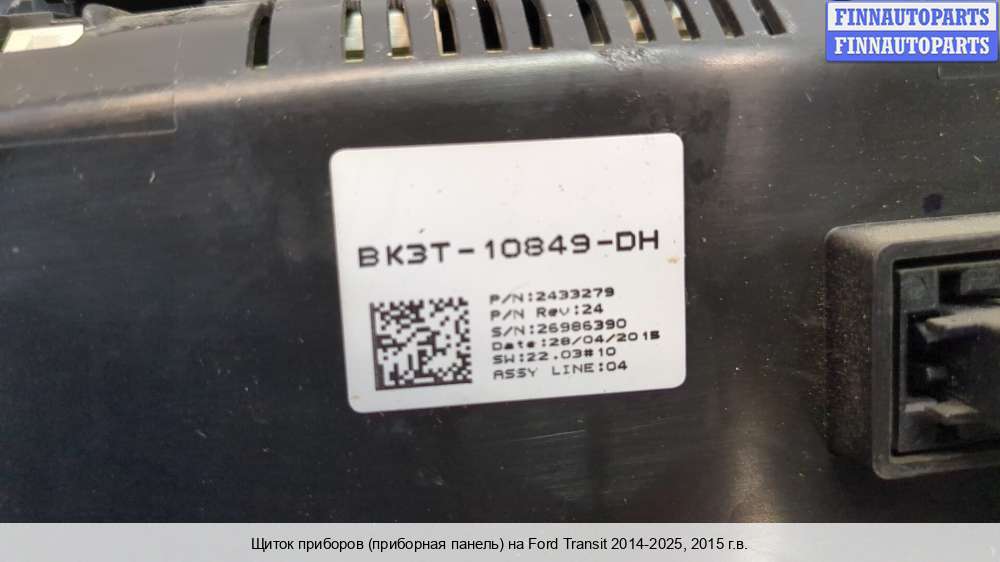 FINNAUTOPARTS
FINNAUTOPARTS
BK3T-10849-DH
P/N:2433279
P/N Rev:24
S/N:26986390
Date:28/04/2015
SW:22.03#10
ASSY LINE:04
Щиток приборов (приборная панель) на Ford Transit 2014-2025, 2015 г.в.